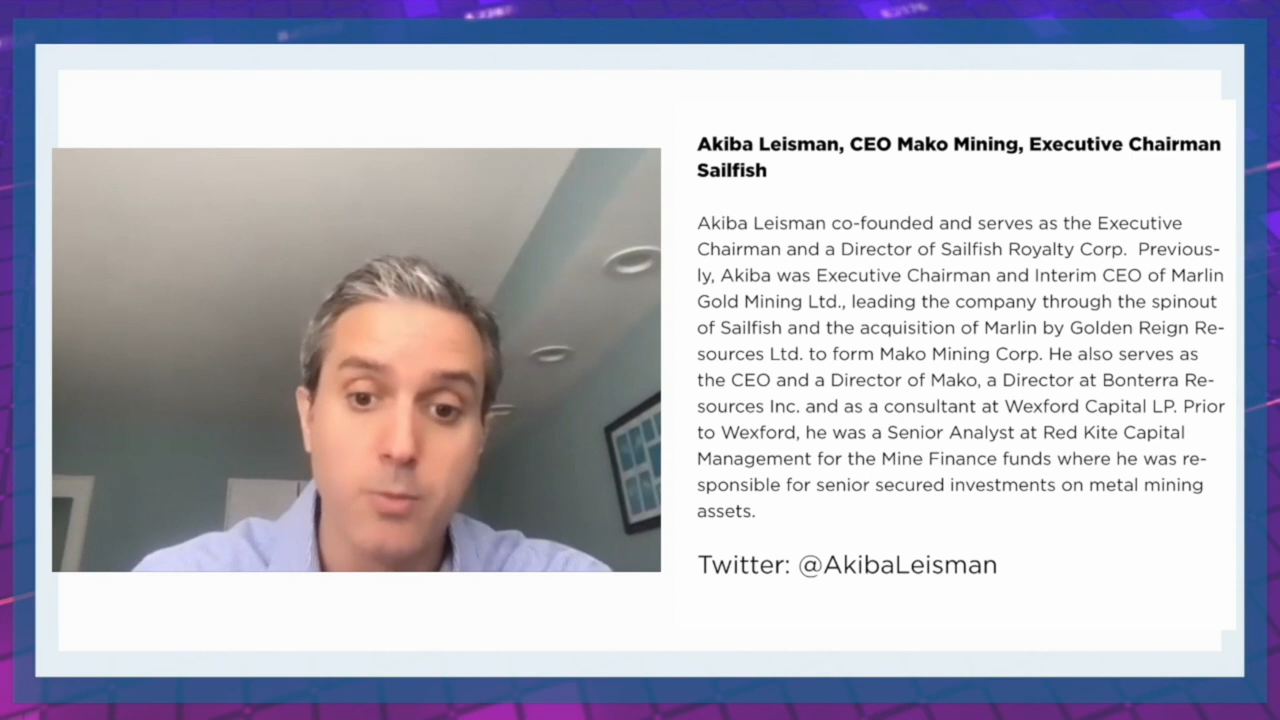 Akiba Leisman, CEO Mako Mining, Executive Chairman
Sailfish
Akiba Leisman co-founded and serves as the Executive
Chairman and a Director of Sailfish Royalty Corp.  Previous-
ly, Akiba was Executive Chairman and Interim CEO of Marlin
Gold Mining Ltd., leading the company through the spinout
of Sailfish and the acquisition of Marlin by Golden Reign Re-
sources Ltd. to form Mako Mining Corp. He also serves as
the CEO and a Director of Mako, a Director at Bonterra Re-
sources Inc. and as a consultant at Wexford Capital LP. Prior
to Wexford, he was a Senior Analyst at Red Kite Capital
Management for the Mine Finance funds where he was re-
sponsible for senior secured investments on metal mining
assets.
Twitter: @AkibaLeisman